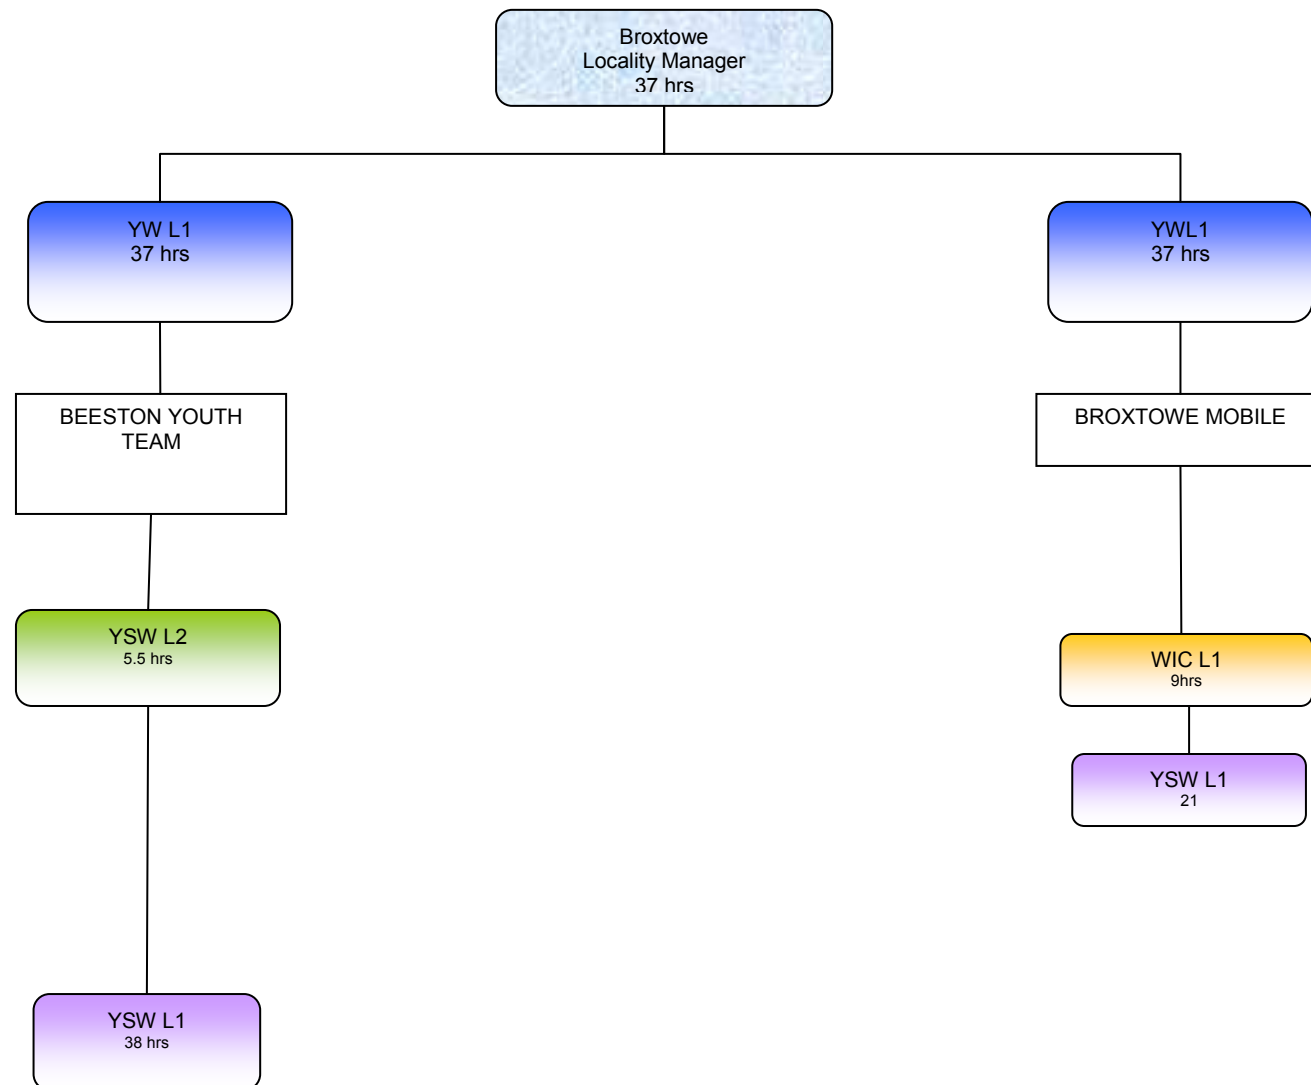 Broxtowe
Locality Manager
37 hrs
YW L1
37 hrs
YWL1
37 hrs
BEESTON YOUTH
TEAM
BROXTOWE MOBILE
YSW L2
5.5 hrs
WIC L1
9hrs
YSW L1
21
YSW L1
38 hrs